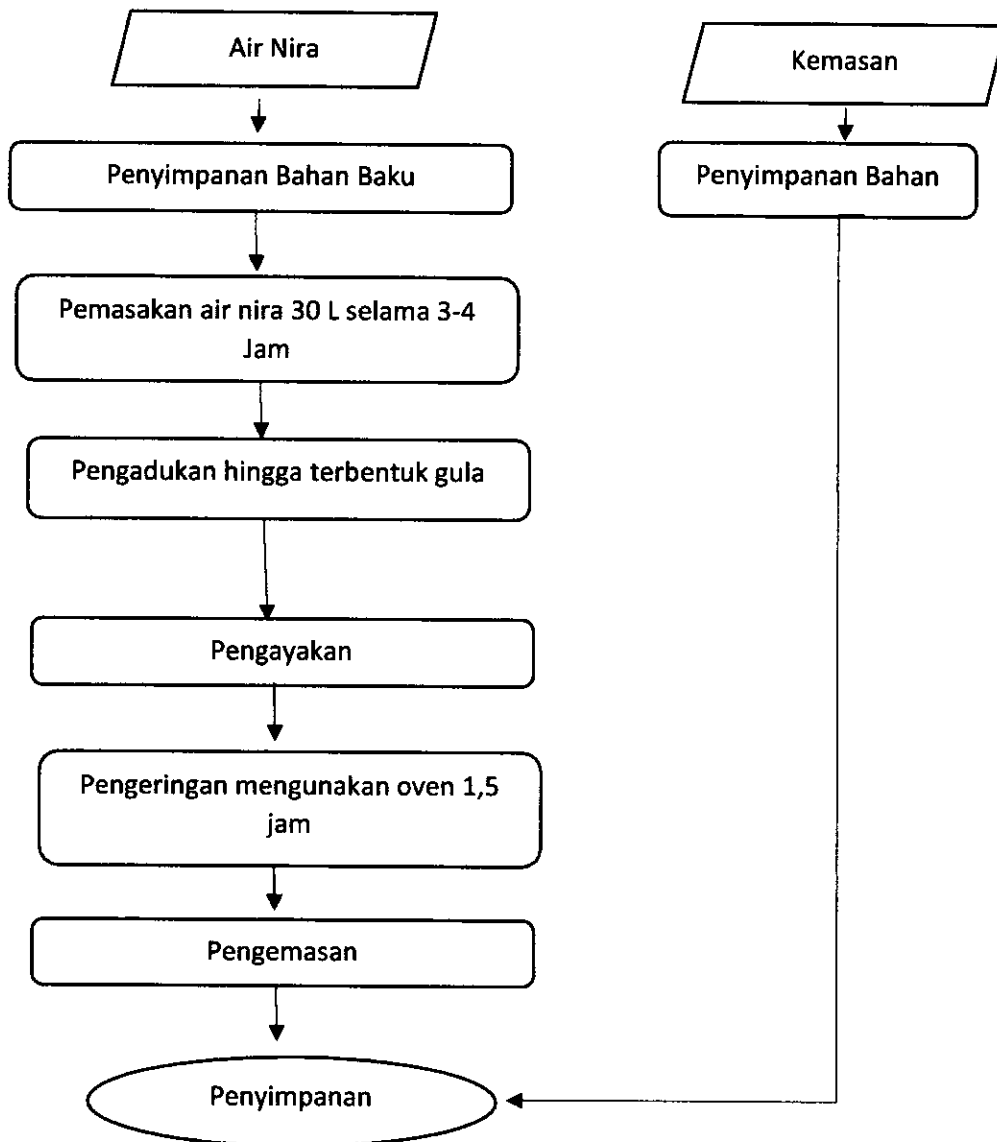 Air Nira
Kemasan
Penyimpanan Bahan Baku
Penyimpanan Bahan
Pemasakan air nira 30 L selama 3-4
Jam
Pengadukan hingga terbentuk gula
Pengayakan
Pengeringan mengunakan oven 1,5
jam
Pengemasan
Penyimpanan